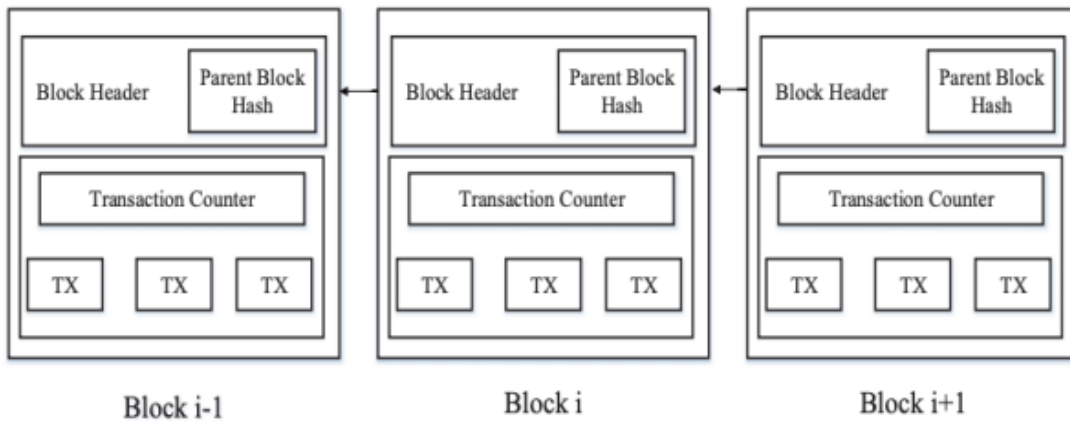 Block Header
Parent Block
Hash
Transaction Counter
TX TX TX
Block i-1
Block Header
Parent Block
Hash
Transaction Counter
TX TX TX
Block i
Block Header
Parent Block
Hash
Transaction Counter
TX TX TX
Block i+1